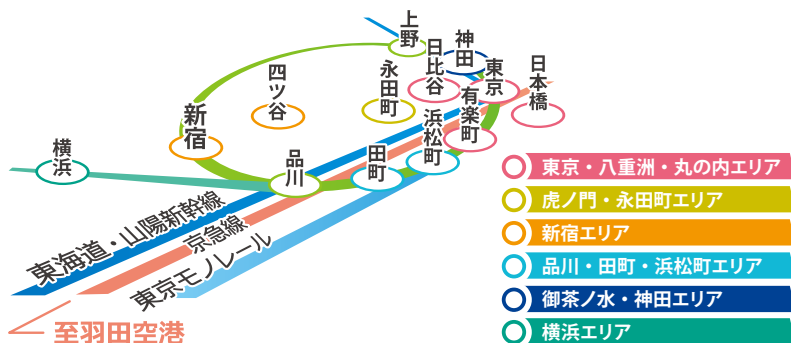 上野
日比谷
神田
東京
日本橋
四ツ谷
永田町
有楽町
新宿
浜松町
横浜
品川
田町
東海道・山陽新幹線
京急線
東京モノレール
至羽田空港
東京・八重洲・丸の内エリア
虎ノ門・永田町エリア
新宿エリア
品川・田町・浜松町エリア
御茶ノ水・神田エリア
横浜エリア